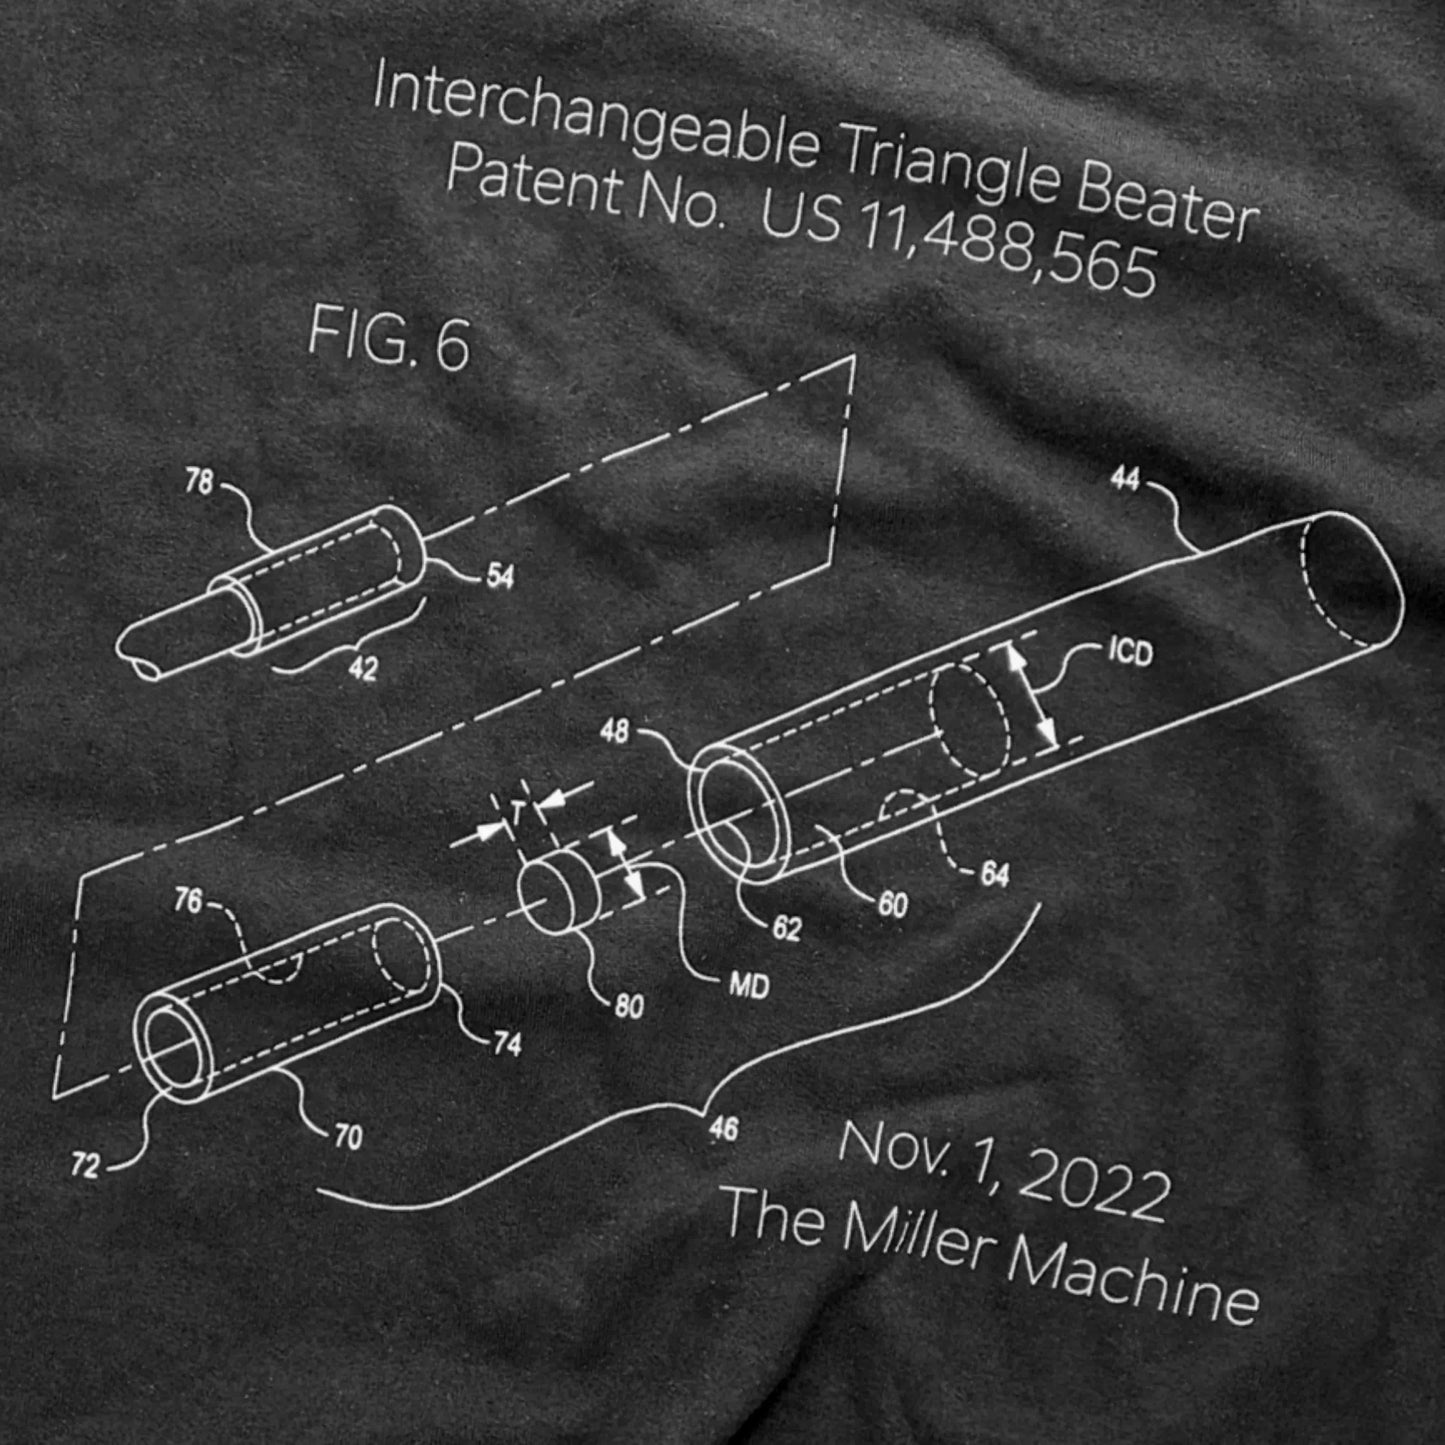 Interchangeable Triangle Beater
Patent No. US 11,488,565
FIG. 6
78
44
54
42
ICD
48
T
76
64
60
62
MD
80
74
70
46
72
Nov. 1, 2022
The Miller Machine